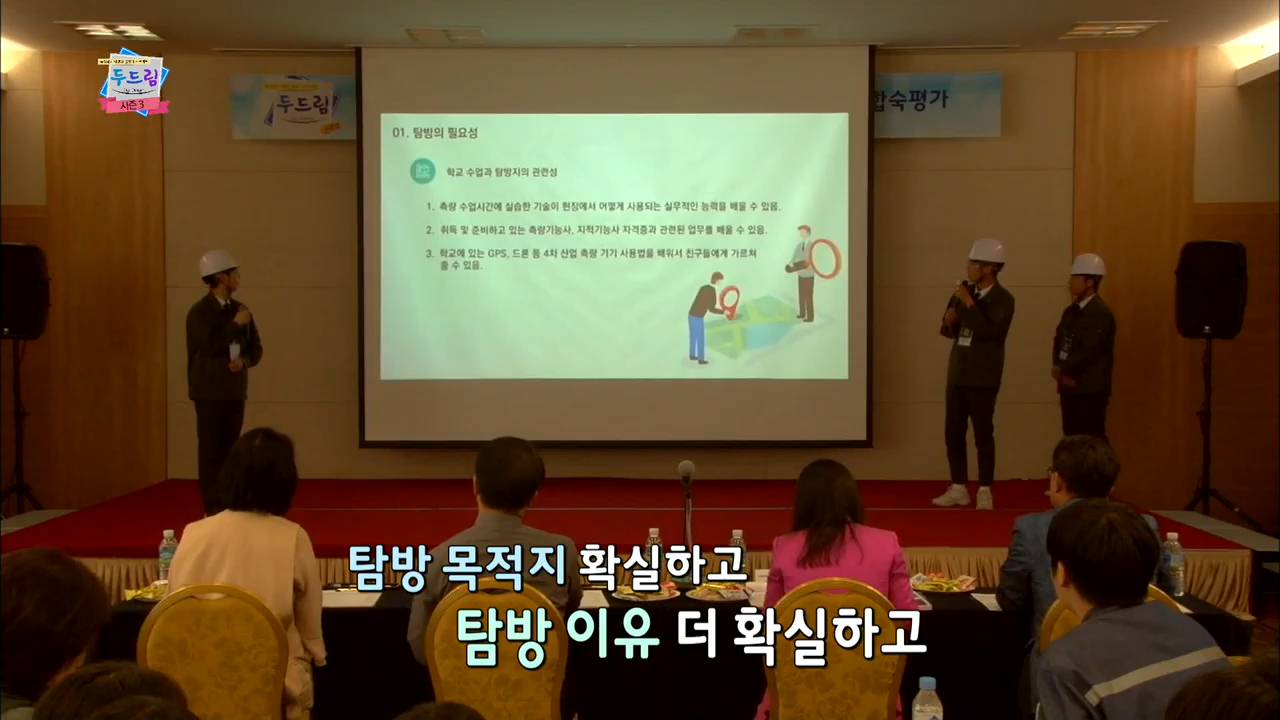 두드림
시즌3
두드림
합숙평가
01. 탐방의 필요성
학교 수업과 탐방지의 관련성
1. 측량 수업시간에 실습한 기술이 현장에서 어떻게 사용되는 실무적인 능력을 배울 수 있음.
2. 취득 및 준비하고 있는 측량기능사, 지적기능사 자격증과 관련된 업무를 배울 수 있음.
3. 학교에 있는 GPS, 드론 등 4차 산업 측량 기기 사용법을 배워서 친구들에게 가르쳐
줄 수 있음.
탐방 목적지 확실하고
탐방 이유 더 확실하고